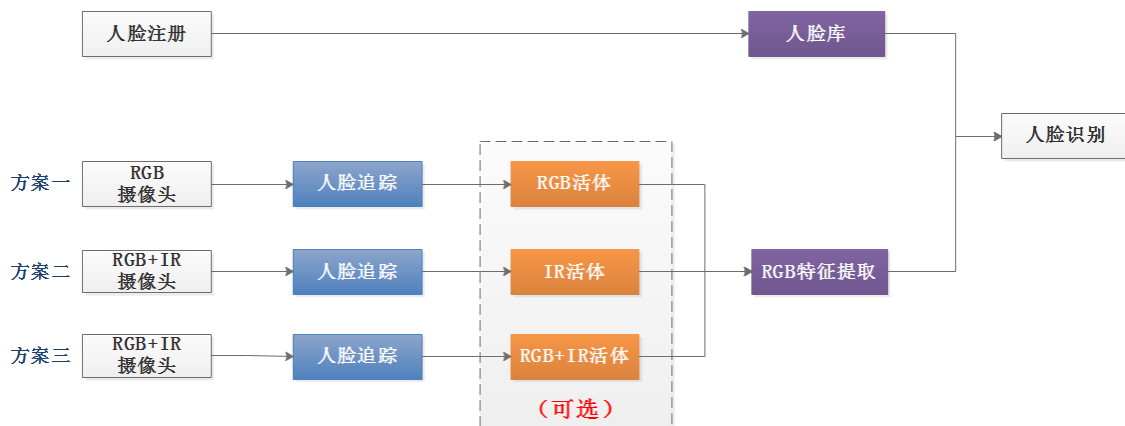 人脸注册
人脸库
人脸识别
方案一
RGB
摄像头
人脸追踪
RGB活体
方案二
RGB+IR
摄像头
人脸追踪
IR活体
RGB特征提取
方案三
RGB+IR
摄像头
人脸追踪
RGB+IR活体
（可选）